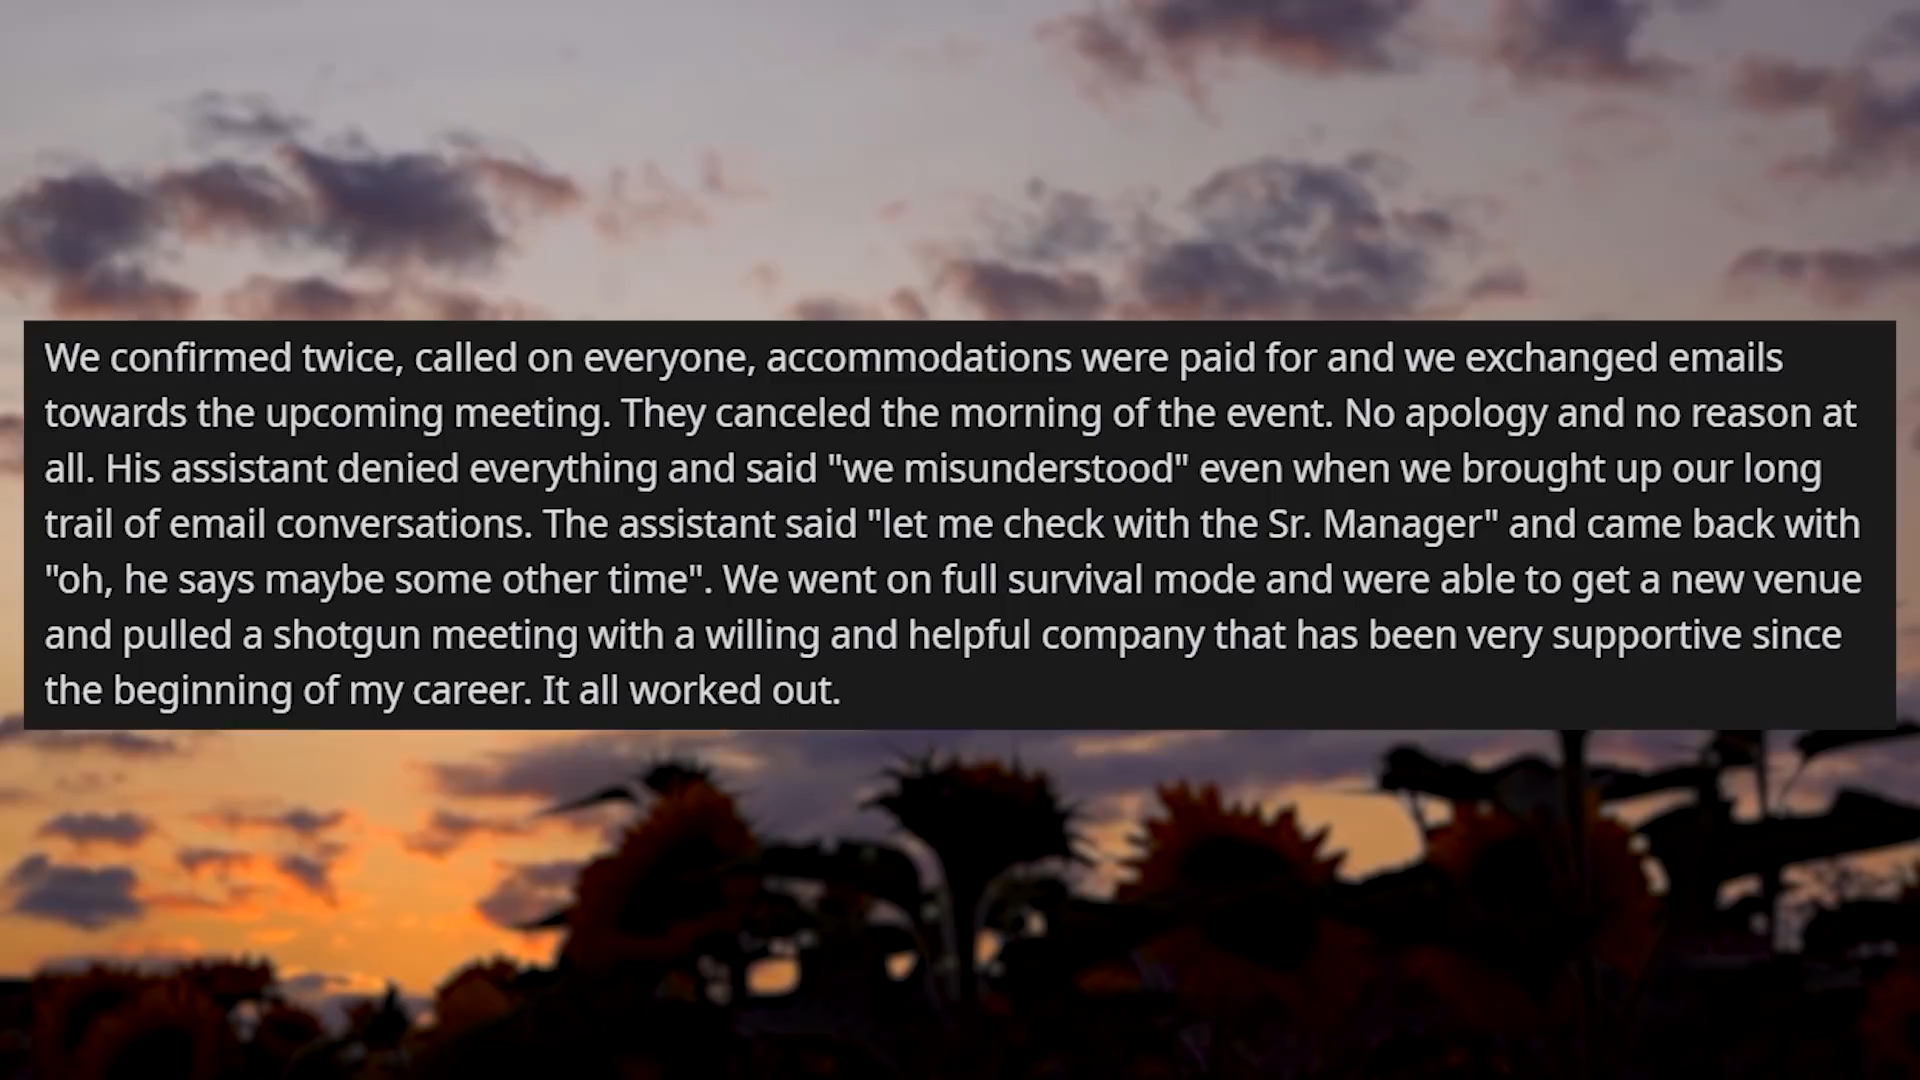 We confirmed twice, called on everyone, accommodations were paid for and we exchanged emails
towards the upcoming meeting. They canceled the morning of the event. No apology and no reason at
all. His assistant denied everything and said "we misunderstood" even when we brought up our long
trail of email conversations. The assistant said "let me check with the Sr. Manager" and came back with
"oh, he says maybe some other time". We went on full survival mode and were able to get a new venue
and pulled a shotgun meeting with a willing and helpful company that has been very supportive since
the beginning of my career. It all worked out.